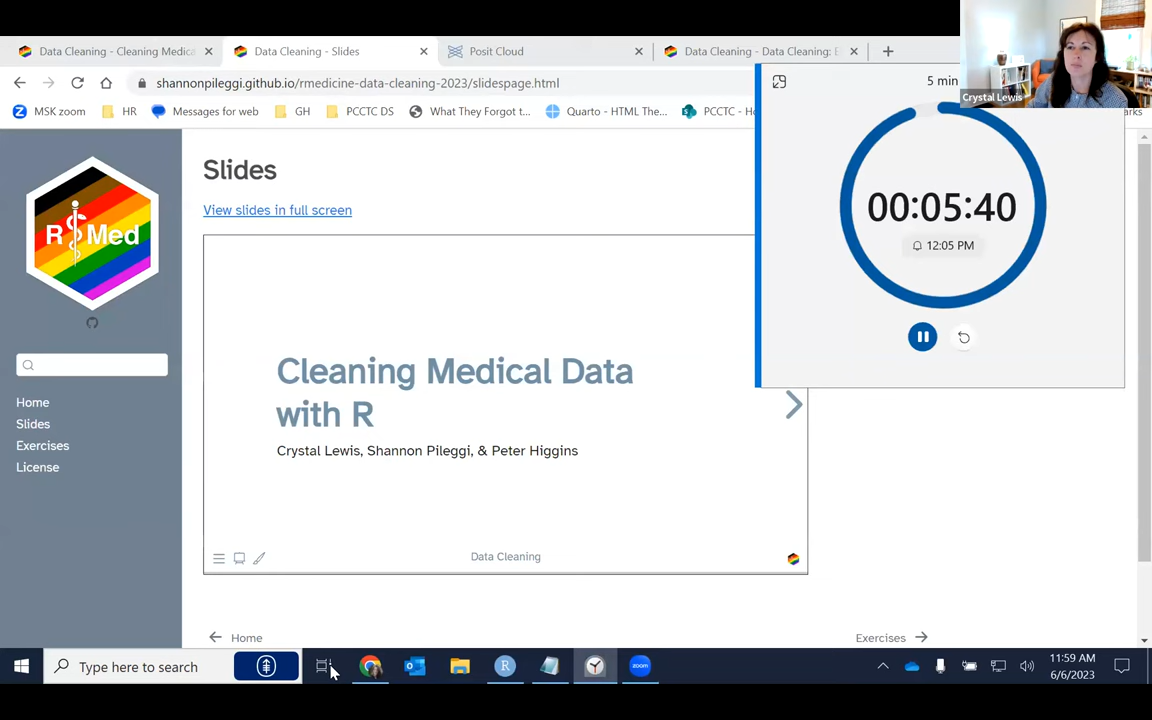 Data Cleaning - Cleaning Medica
Data Cleaning - Slides
Posit Cloud
Data Cleaning - Data Cleaning: E
shannonpileggi.github.io/rmedicine-data-cleaning-2023/slidespage.html
MSK zoom
HR
Messages for web
GH
PCCTC DS
What They Forgot t...
Quarto - HTML The...
PCCTC - Ho
arks
Crystal Lewis
5 min
00:05:40
12:05 PM
R Med
Home
Slides
Exercises
License
Slides
View slides in full screen
Cleaning Medical Data
with R
Crystal Lewis, Shannon Pileggi, & Peter Higgins
Data Cleaning
Home
Exercises
Type here to search
R
zoom
11:59 AM
6/6/2023